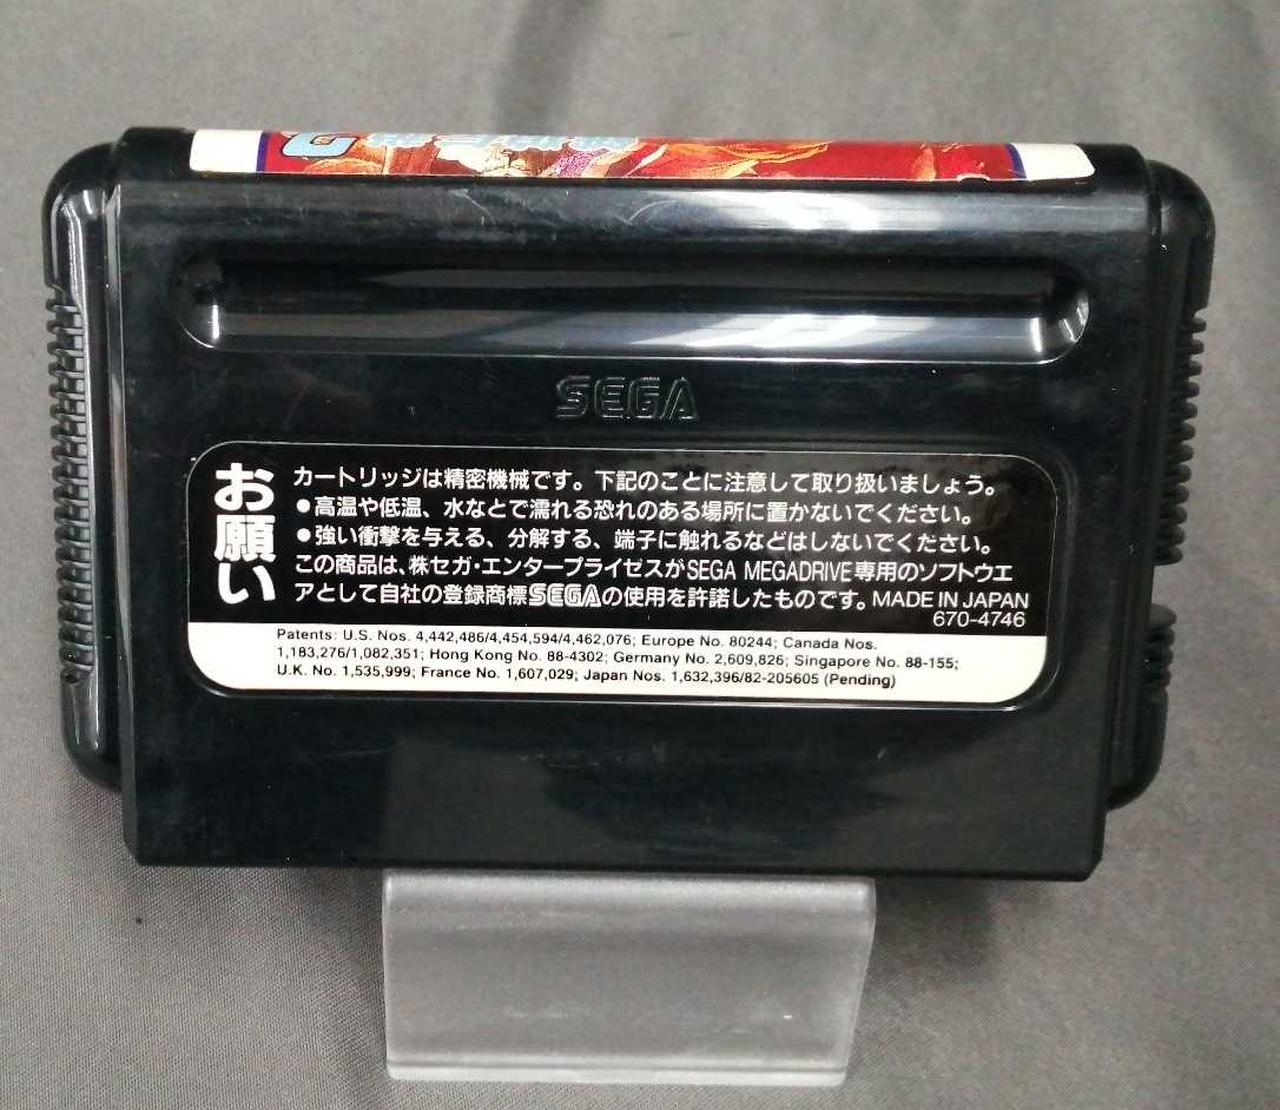 SEGA
お願い
カートリッジは精密機械です。下記のことに注意して取り扱いましょう。
●高温や低温、水なとで濡れる恐れのある場所に置かないでください。
●強い衝撃を与える、分解する、端子に触れるなどはしないでください。
この商品は、株セガ・エンタープライゼスがSEGA MEGADRIVE専用のソフトウエ
アとして自社の登録商標SEGAの使用を許諾したものです。MADE IN JAPAN
670-4746
Patents: U.S. Nos. 4,442,486/4,454,594/4,462,076; Europe No. 80244; Canada Nos.
1,183,276/1,082,351; Hong Kong No. 88-4302; Germany No. 2,609,826; Singapore No. 88-155;
U.K. No. 1,535,999; France No. 1,607,029; Japan Nos. 1,632,396/82-205605 (Pending)